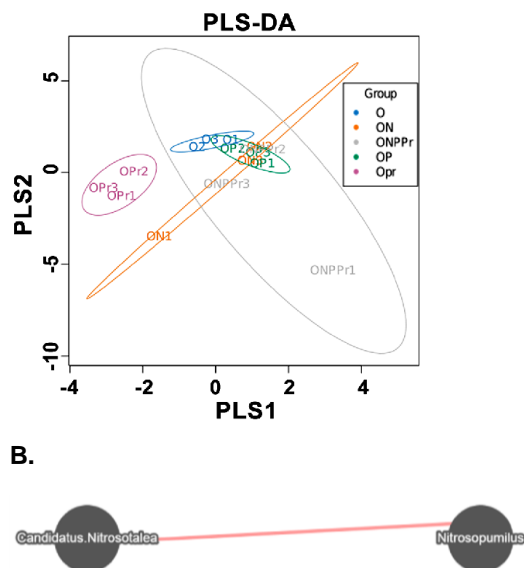 PLS-DA
PLS2
5
0
-5
-10
Group
O
ON
ONPPr
OP
Opr
O3 O1
O2
OP2
OPr2
OPr3
OPr1
ONPPr3
OP1
ON1
ONPPr1
-4 -2 0 2 4
PLS1
B.
Candidatus.Nitrosotalea
Nitrosopumilus